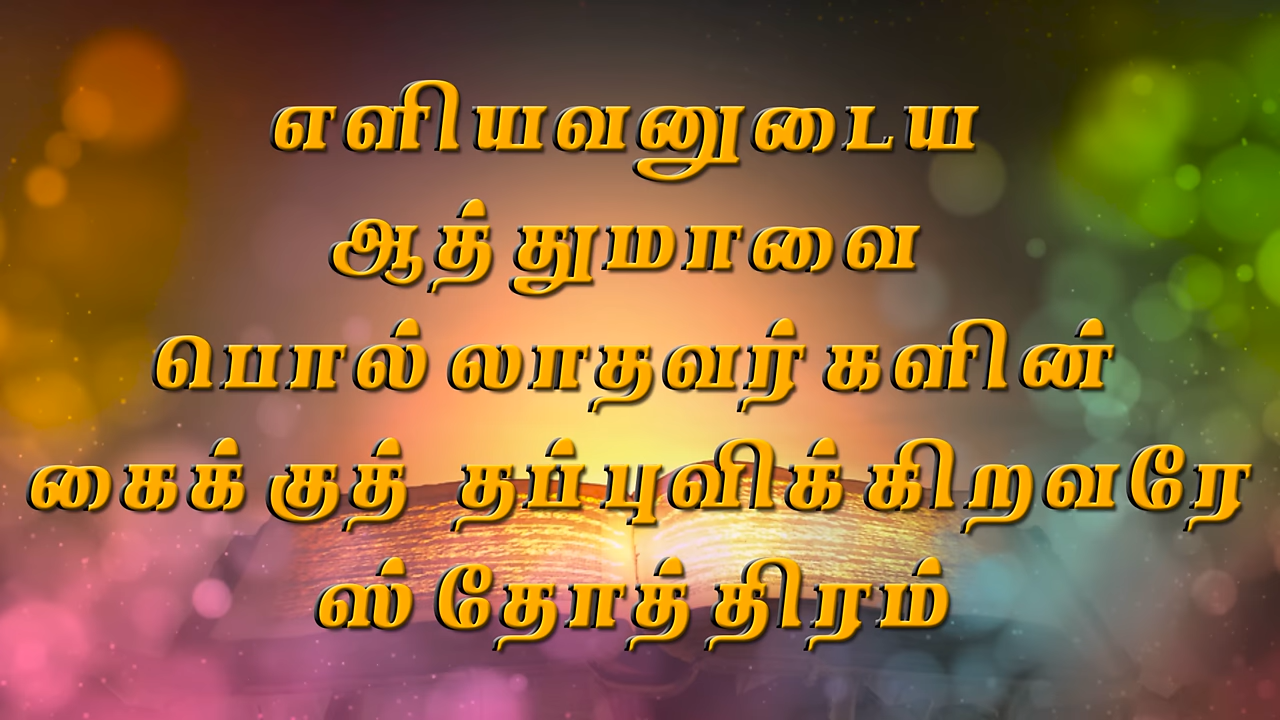 எளியவனுடைய
ஆத்துமாவை
பொல்லாதவர்களின்
கைக்குத் தப்புவிக்கிறவரே
ஸ்தோத்திரம்